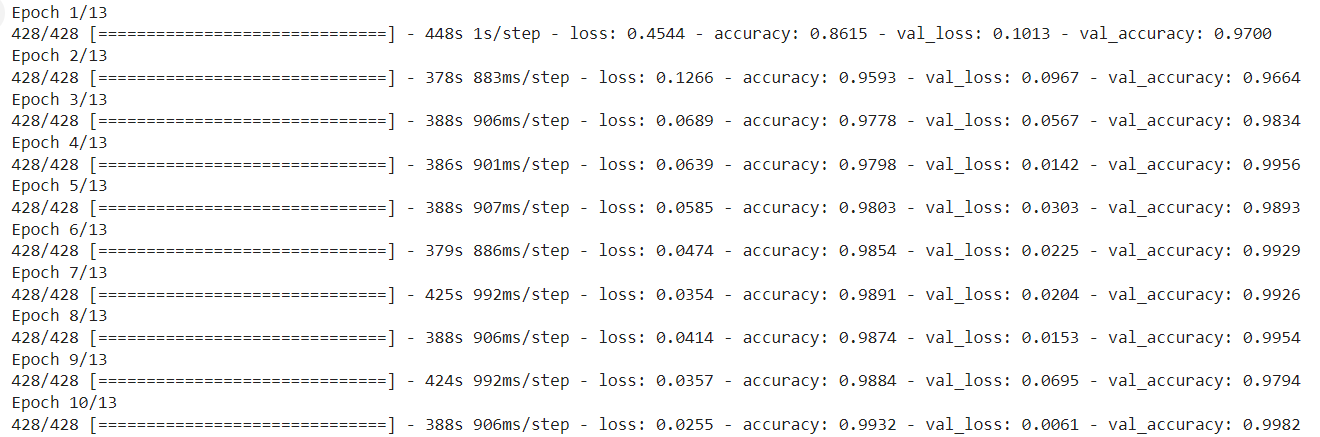 Epoch 1/13
428/428 [==============================] - 448s 1s/step - loss: 0.4544 - accuracy: 0.8615 - val_loss: 0.1013 - val_accuracy: 0.9700
Epoch 2/13
428/428 [==============================] - 378s 883ms/step - loss: 0.1266 - accuracy: 0.9593 - val_loss: 0.0967 - val_accuracy: 0.9664
Epoch 3/13
428/428 [==============================] - 388s 906ms/step - loss: 0.0689 - accuracy: 0.9778 - val_loss: 0.0567 - val_accuracy: 0.9834
Epoch 4/13
428/428 [==============================] - 386s 901ms/step - loss: 0.0639 - accuracy: 0.9798 - val_loss: 0.0142 - val_accuracy: 0.9956
Epoch 5/13
428/428 [==============================] - 388s 907ms/step - loss: 0.0585 - accuracy: 0.9803 - val_loss: 0.0303 - val_accuracy: 0.9893
Epoch 6/13
428/428 [==============================] - 379s 886ms/step - loss: 0.0474 - accuracy: 0.9854 - val_loss: 0.0225 - val_accuracy: 0.9929
Epoch 7/13
428/428 [==============================] - 425s 992ms/step - loss: 0.0354 - accuracy: 0.9891 - val_loss: 0.0204 - val_accuracy: 0.9926
Epoch 8/13
428/428 [==============================] - 388s 906ms/step - loss: 0.0414 - accuracy: 0.9874 - val_loss: 0.0153 - val_accuracy: 0.9954
Epoch 9/13
428/428 [==============================] - 424s 992ms/step - loss: 0.0357 - accuracy: 0.9884 - val_loss: 0.0695 - val_accuracy: 0.9794
Epoch 10/13
428/428 [==============================] - 388s 906ms/step - loss: 0.0255 - accuracy: 0.9932 - val_loss: 0.0061 - val_accuracy: 0.9982